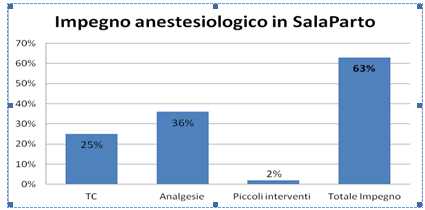 Impegno anestesiologico in SalaParto
70%
60%
50%
40%
30%
20%
10%
0%
25%
36%
2%
63%
TC
Analgesie
Piccoli interventi
Totale Impegno